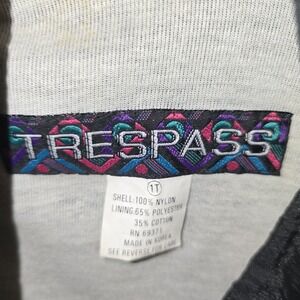 TRESPASS
1T
SHELL:100% NYLON
LINING:65% POLYESTER
35% COTTON
RN 69371
MADE IN KOREA
SEE REVERSE FOR CARE